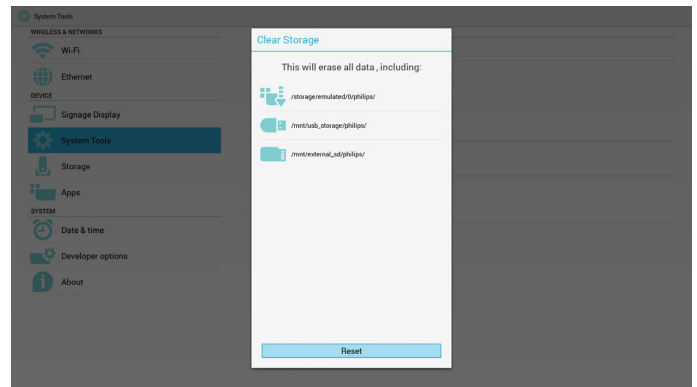 System Tools
WIRELESS & NETWORKS
Wi-Fi
Ethernet
DEVICE
Signage Display
System Tools
Storage
Apps
SYSTEM
Date & time
Developer options
About
Clear Storage
This will erase all data , including:
/storage/emulated/0/philips/
/mnt/usb_storage/philips/
/mnt/external_sd/philips/
Reset